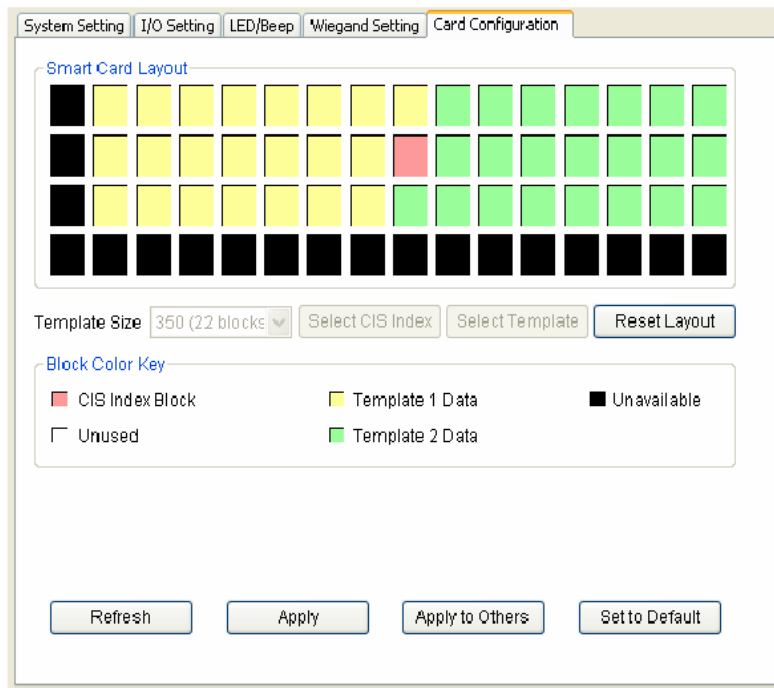 System Setting I/O Setting LED/Beep Wiegand Setting Card Configuration
Smart Card Layout
Template Size 350 (22 blocks Select CIS Index Select Template Reset Layout
Block Color Key
CIS Index Block Template 1 Data Unavailable
Unused Template 2 Data
Refresh Apply Apply to Others Set to Default